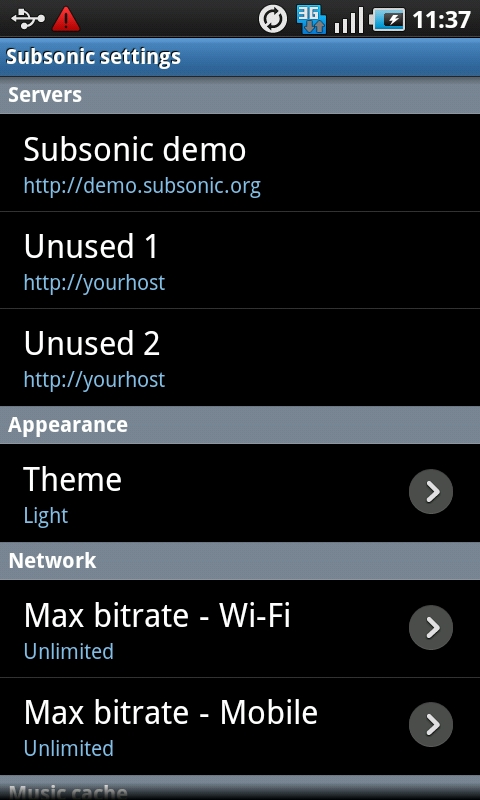 3G
11:37
Subsonic settings
Servers
Subsonic demo
http://demo.subsonic.org
Unused 1
http://yourhost
Unused 2
http://yourhost
Appearance
Theme
Light
Network
Max bitrate - Wi-Fi
Unlimited
Max bitrate - Mobile
Unlimited
Music cache